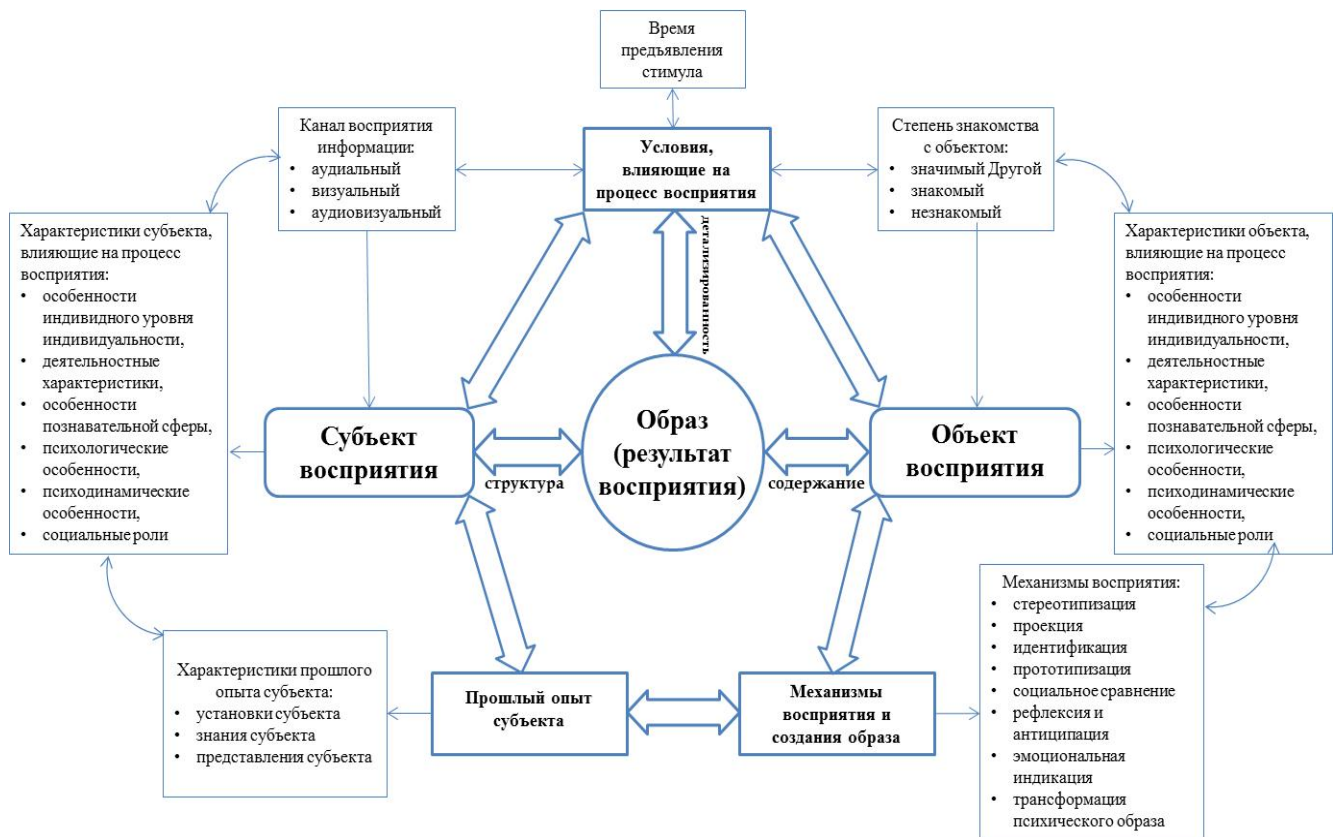 Время
предъявления
стимула
Канал восприятия
информации:
• аудиальный
• визуальный
• аудиовизуальный
Условия,
влияющие на
процесс восприятия
Степень знакомства
с объектом:
• значимый Другой
• знакомый
• незнакомый
Характеристики субъекта,
влияющие на процесс
восприятия:
• особенности
индивидного уровня
индивидуальности,
• деятельностные
характеристики,
• особенности
познавательной сферы,
• психологические
особенности,
• психодинамические
особенности,
• социальные роли
детализированность
Характеристики объекта,
влияющие на процесс
восприятия:
• особенности
индивидного уровня
индивидуальности,
• деятельностные
характеристики,
• особенности
познавательной сферы,
• психологические
особенности,
• психодинамические
особенности,
• социальные роли
Субъект
восприятия
структура
Образ
(результат
восприятия)
содержание
Объект
восприятия
Характеристики прошлого
опыта субъекта:
• установки субъекта
• знания субъекта
• представления субъекта
Прошлый опыт
субъекта
Механизмы
восприятия и
создания образа
Механизмы восприятия:
• стереотипизация
• проекция
• идентификация
• прототипизация
• социальное сравнение
• рефлексия и
антиципация
• эмоциональная
индикация
• трансформация
психического образа